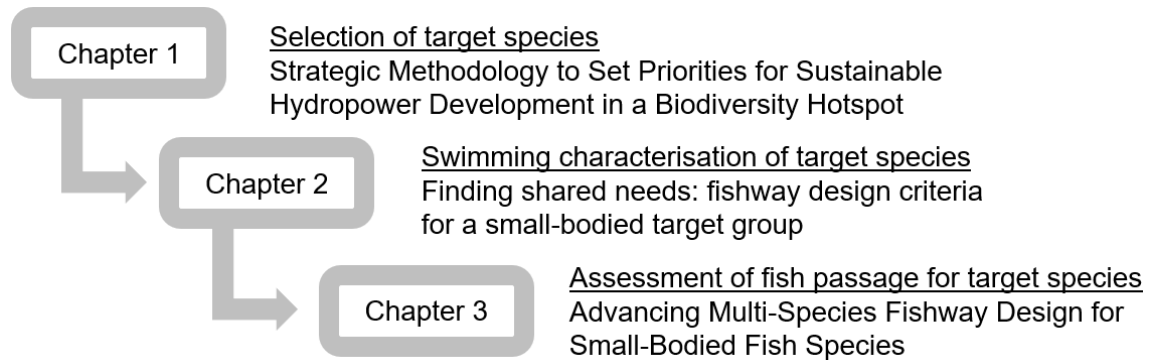 Chapter 1
Selection of target species
Strategic Methodology to Set Priorities for Sustainable
Hydropower Development in a Biodiversity Hotspot
Chapter 2
Swimming characterisation of target species
Finding shared needs: fishway design criteria
for a small-bodied target group
Chapter 3
Assessment of fish passage for target species
Advancing Multi-Species Fishway Design for
Small-Bodied Fish Species